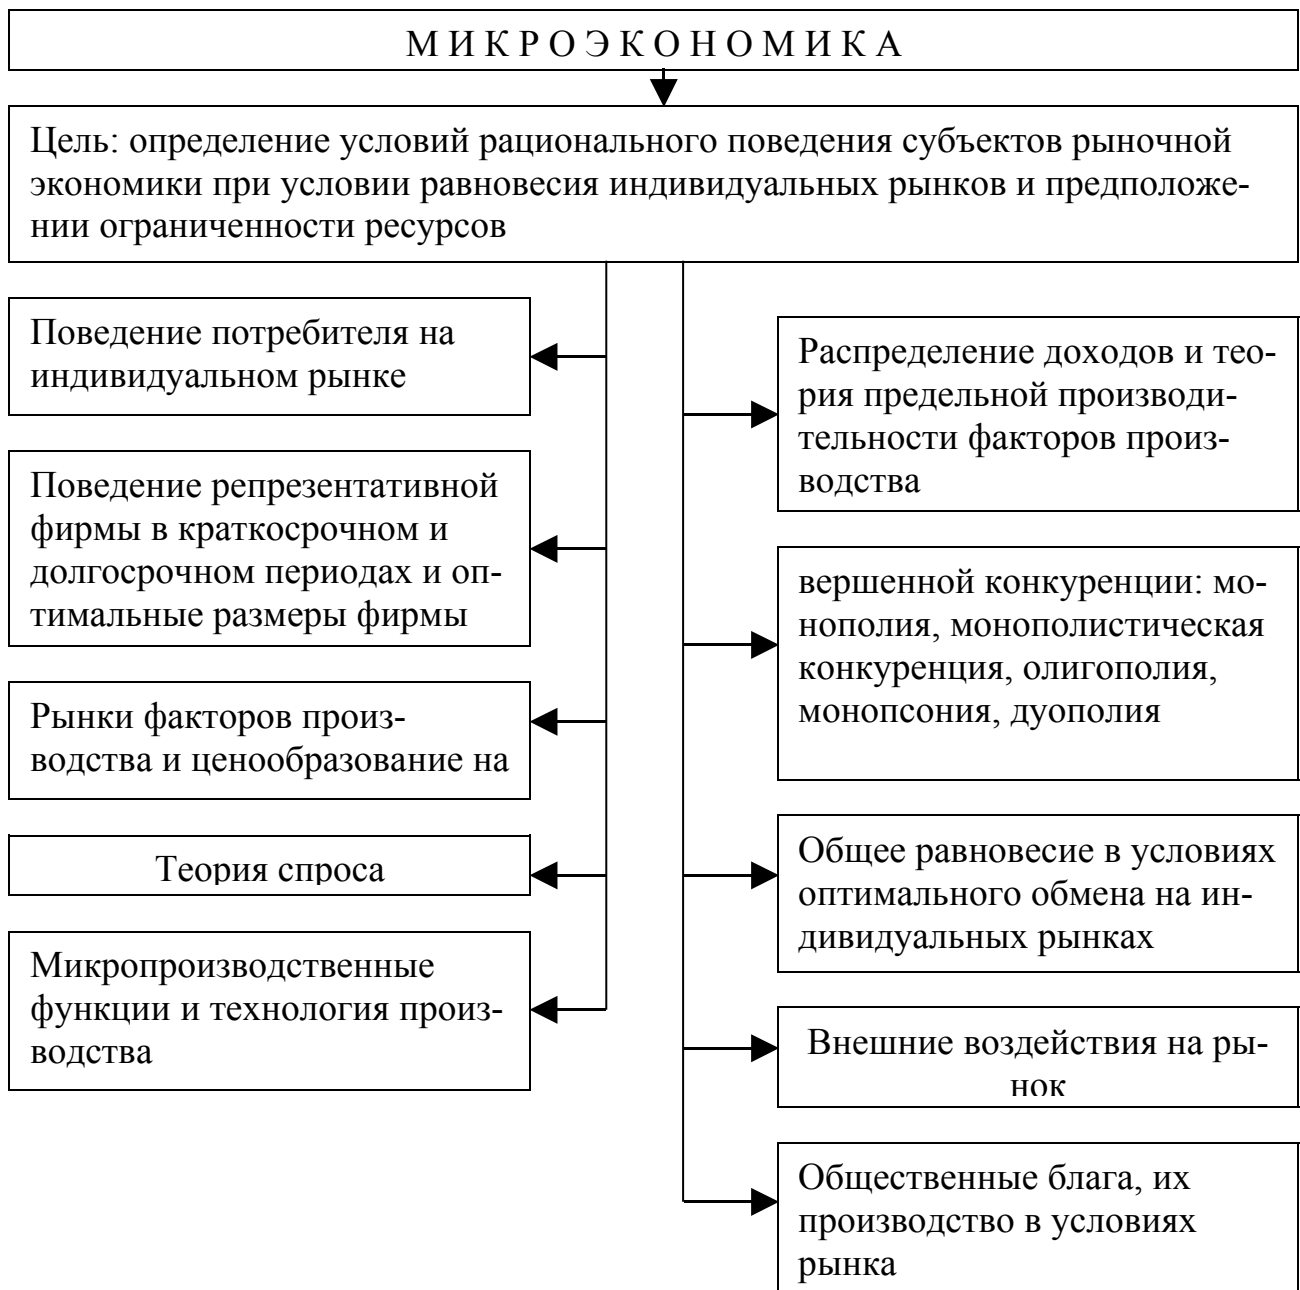 М И К Р О Э К О Н О М И К А
Цель: определение условий рационального поведения субъектов рыночной
экономики при условии равновесия индивидуальных рынков и предположе-
нии ограниченности ресурсов
Поведение потребителя на
индивидуальном рынке
Поведение репрезентативной
фирмы в краткосрочном и
долгосрочном периодах и оп-
тимальные размеры фирмы
Рынки факторов произ-
водства и ценообразование на
Теория спроса
Микропроизводственные
функции и технология произ-
водства
Распределение доходов и тео-
рия предельной производи-
тельности факторов произ-
водства
вершенной конкуренции: мо-
нополия, монополистическая
конкуренция, олигополия,
монопсония, дуополия
Общее равновесие в условиях
оптимального обмена на ин-
дивидуальных рынках
Внешние воздействия на ры-
нок
Общественные блага, их
производство в условиях
рынка